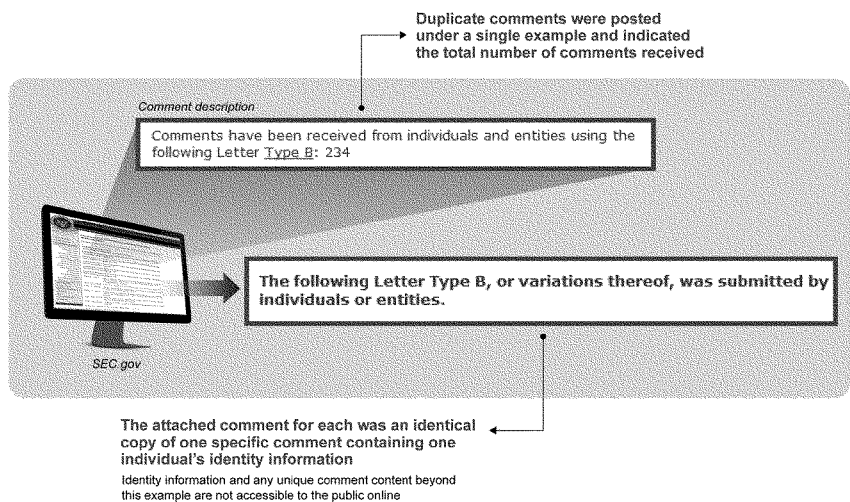 Duplicate comments were posted
under a single example and indicated
the total number of comments received
Comment description
Comments have been received from individuals and entities using the
following Letter Type B: 234
The following Letter Type B, or variations thereof, was submitted by
individuals or entities.
SEC gov
The attached comment for each was an identical
copy of one specific comment containing one
individual's identity information
Identity information and any unique comment content beyond
this example are not accessible to the public online